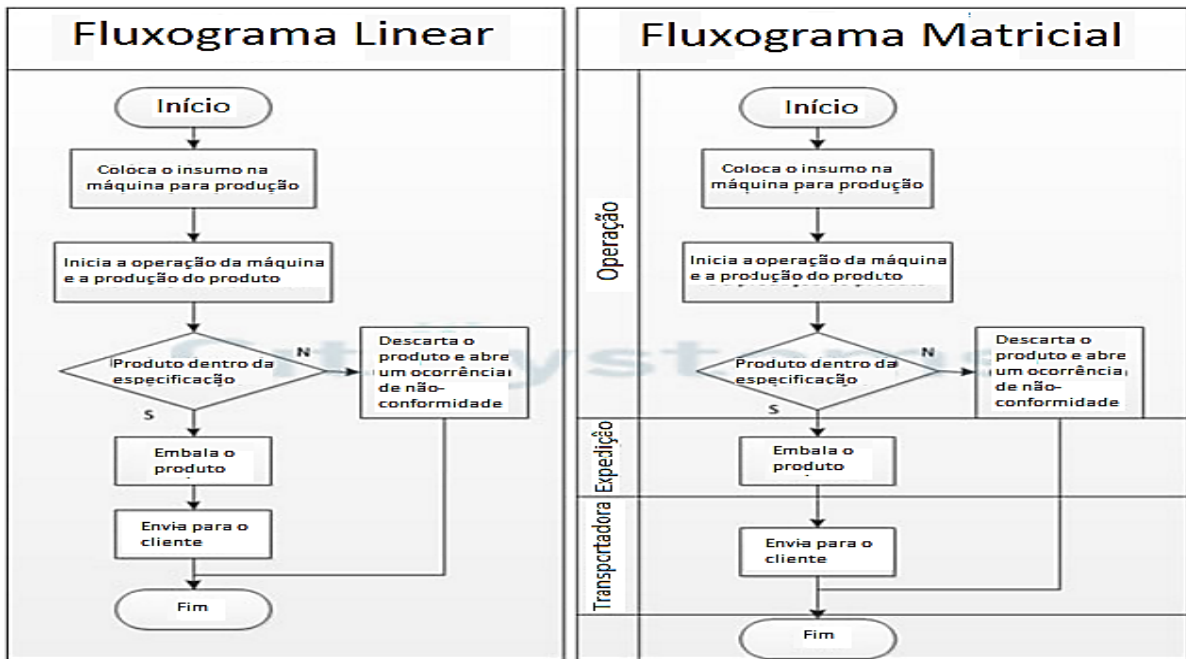 Fluxograma Linear
Início
Coloca o insumo na
máquina para produção
Inicia a operação da máquina
e a produção do produto
Produto dentro da
especificação
N
Descarta o
produto e abre
um ocorrência
de não-
conformidade
S
Embala o
produto
Envia para o
cliente
Fim
Fluxograma Matricial
Operação
Início
Coloca o insumo na
máquina para produção
Inicia a operação da máquina
e a produção do produto
Produto dentro da
especificação
N
Descarta o
produto e abre
um ocorrência
de não-
conformidade
S
Expedição
Embala o
produto
Transportadora
Envia para o
cliente
Fim